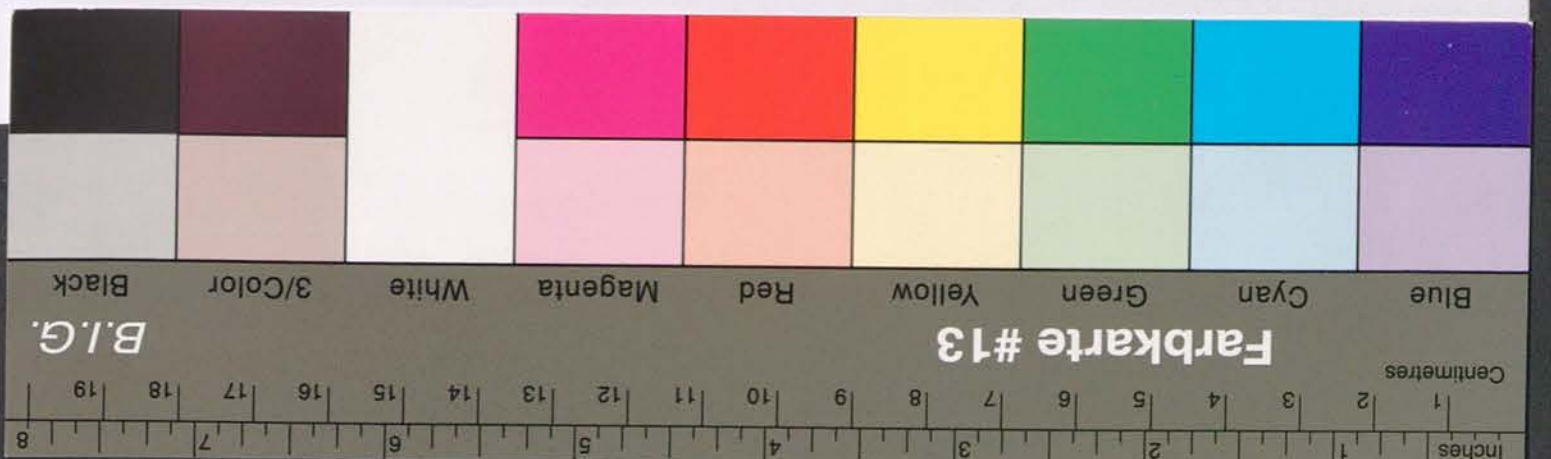 Inches 1 2 3 4 5 6 7 8
Centimetres 1 2 3 4 5 6 7 8 9 10 11 12 13 14 15 16 17 18 19
Farbkarte #13 B.I.G.
Blue Cyan Green Yellow Red Magenta White 3/Color Black